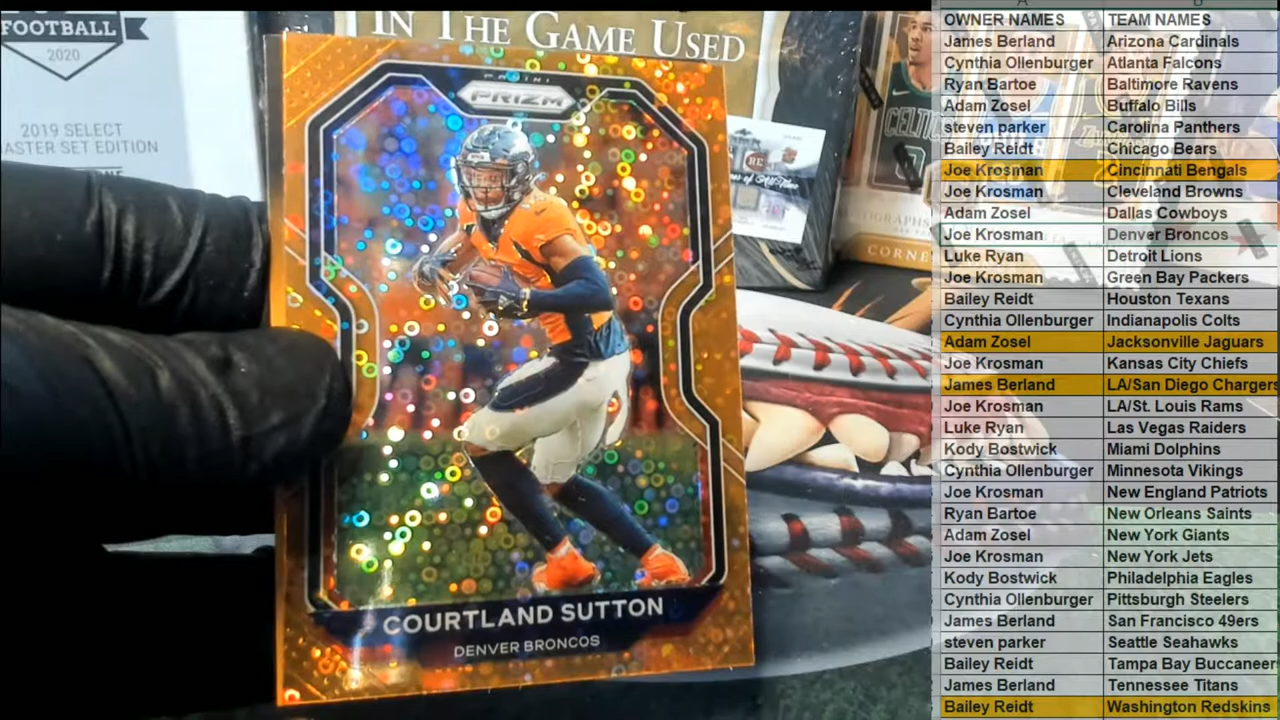 FOOTBALL
2020
2019 SELECT
ASTER SET EDITION
IN THE GAME USED
PANINI
PRIZM
COURTLAND SUTTON
DENVER BRONCOS
CELTI
CORNE
OWNER NAMES TEAM NAMES
James Berland Arizona Cardinals
Cynthia Ollenburger Atlanta Falcons
Ryan Bartoe Baltimore Ravens
Adam Zosel Buffalo Bills
steven parker Carolina Panthers
Bailey Reidt Chicago Bears
Joe Krosman Cincinnati Bengals
Joe Krosman Cleveland Browns
Adam Zosel Dallas Cowboys
Joe Krosman Denver Broncos
Luke Ryan Detroit Lions
Joe Krosman Green Bay Packers
Bailey Reidt Houston Texans
Cynthia Ollenburger Indianapolis Colts
Adam Zosel Jacksonville Jaguars
Joe Krosman Kansas City Chiefs
James Berland LA/San Diego Chargers
Joe Krosman LA/St. Louis Rams
Luke Ryan Las Vegas Raiders
Kody Bostwick Miami Dolphins
Cynthia Ollenburger Minnesota Vikings
Joe Krosman New England Patriots
Ryan Bartoe New Orleans Saints
Adam Zosel New York Giants
Joe Krosman New York Jets
Kody Bostwick Philadelphia Eagles
Cynthia Ollenburger Pittsburgh Steelers
James Berland San Francisco 49ers
steven parker Seattle Seahawks
Bailey Reidt Tampa Bay Buccaneer
James Berland Tennessee Titans
Bailey Reidt Washington Redskins